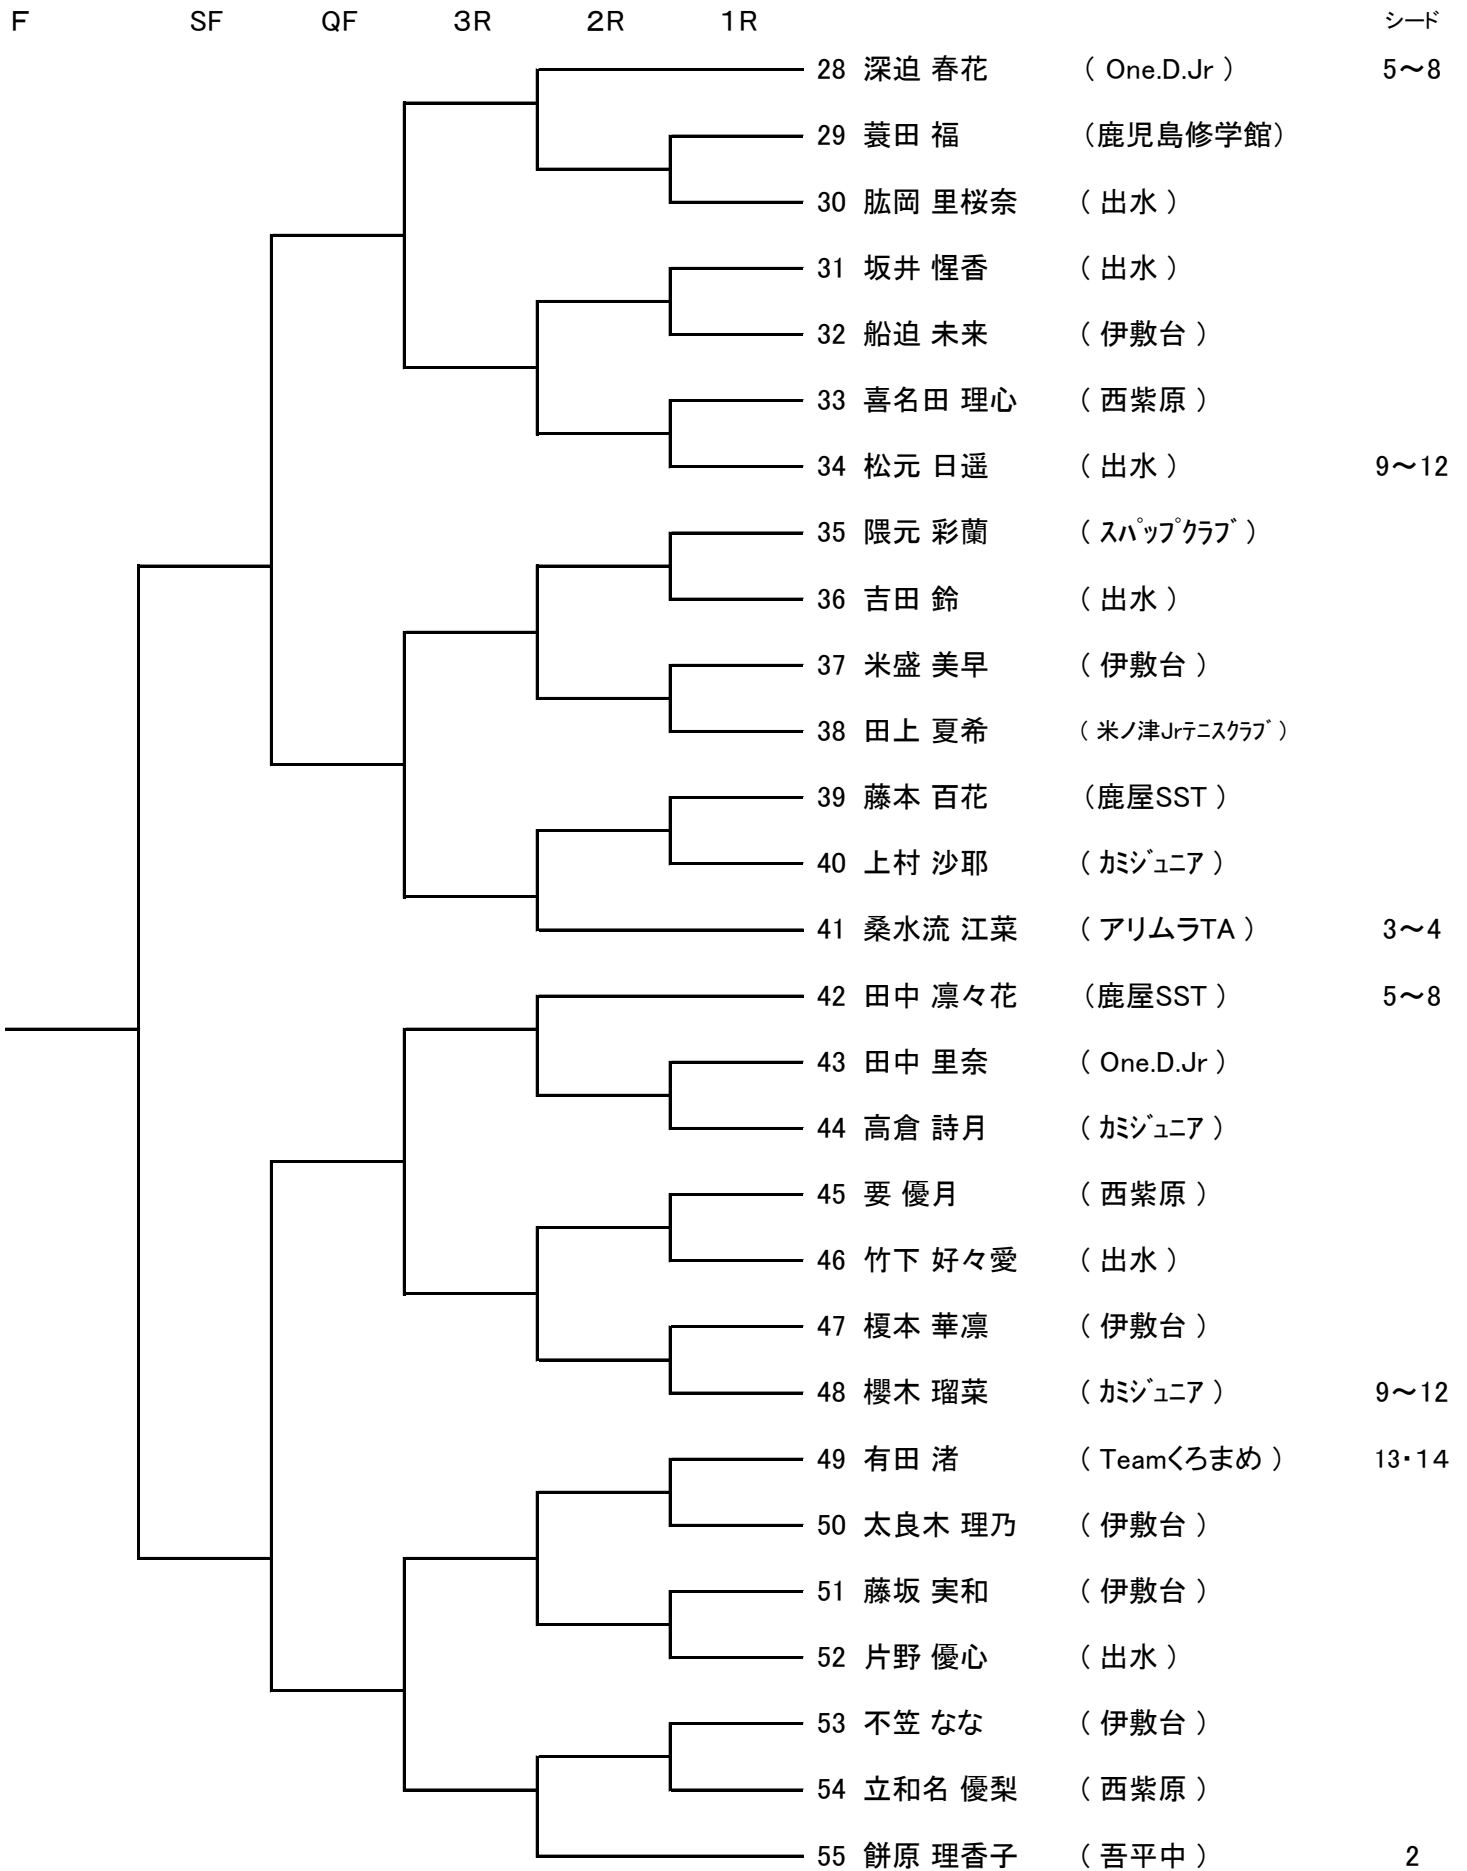 F SF QF 3R 2R 1R シード
28 深迫 春花 ( One.D.Jr ) 5～8
29 蓑田 福 (鹿児島修学館)
30 肱岡 里桜奈 ( 出水 )
31 坂井 惺香 ( 出水 )
32 船迫 未来 ( 伊敷台 )
33 喜名田 理心 ( 西紫原 )
34 松元 日遥 ( 出水 ) 9～12
35 隈元 彩蘭 ( ｽﾊﾟｯﾌﾟｸﾗﾌﾞ )
36 吉田 鈴 ( 出水 )
37 米盛 美早 ( 伊敷台 )
38 田上 夏希 ( 米ノ津Jrﾃﾆｽｸﾗﾌﾞ )
39 藤本 百花 (鹿屋SST )
40 上村 沙耶 ( ｶﾐｼﾞｭﾆｱ )
41 桑水流 江菜 ( アリムラTA ) 3～4
42 田中 凛々花 (鹿屋SST ) 5～8
43 田中 里奈 ( One.D.Jr )
44 高倉 詩月 ( ｶﾐｼﾞｭﾆｱ )
45 要 優月 ( 西紫原 )
46 竹下 好々愛 ( 出水 )
47 榎本 華凛 ( 伊敷台 )
48 櫻木 瑠菜 ( ｶﾐｼﾞｭﾆｱ ) 9～12
49 有田 渚 ( Teamくろまめ ) 13・14
50 太良木 理乃 ( 伊敷台 )
51 藤坂 実和 ( 伊敷台 )
52 片野 優心 ( 出水 )
53 不笠 なな ( 伊敷台 )
54 立和名 優梨 ( 西紫原 )
55 餅原 理香子 ( 吾平中 ) 2